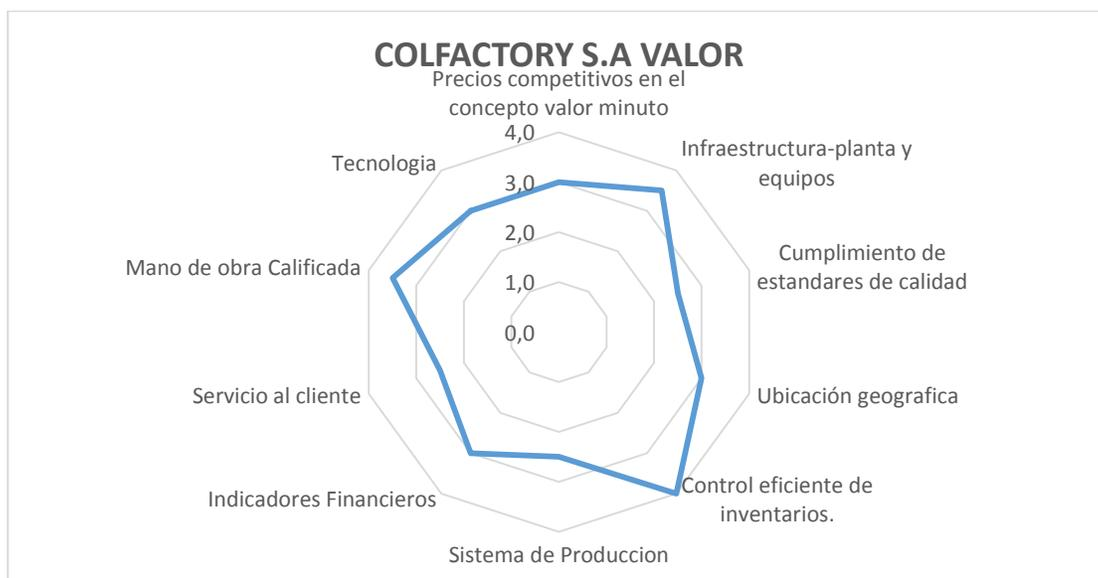 COLFACTORY S.A VALOR
Precios competitivos en el
concepto valor minuto
4,0
3,0
2,0
1,0
0,0
Infraestructura-planta y
equipos
Cumplimiento de
estandares de calidad
Ubicación geografica
Control eficiente de
inventarios.
Sistema de Produccion
Indicadores Financieros
Servicio al cliente
Mano de obra Calificada
Tecnologia